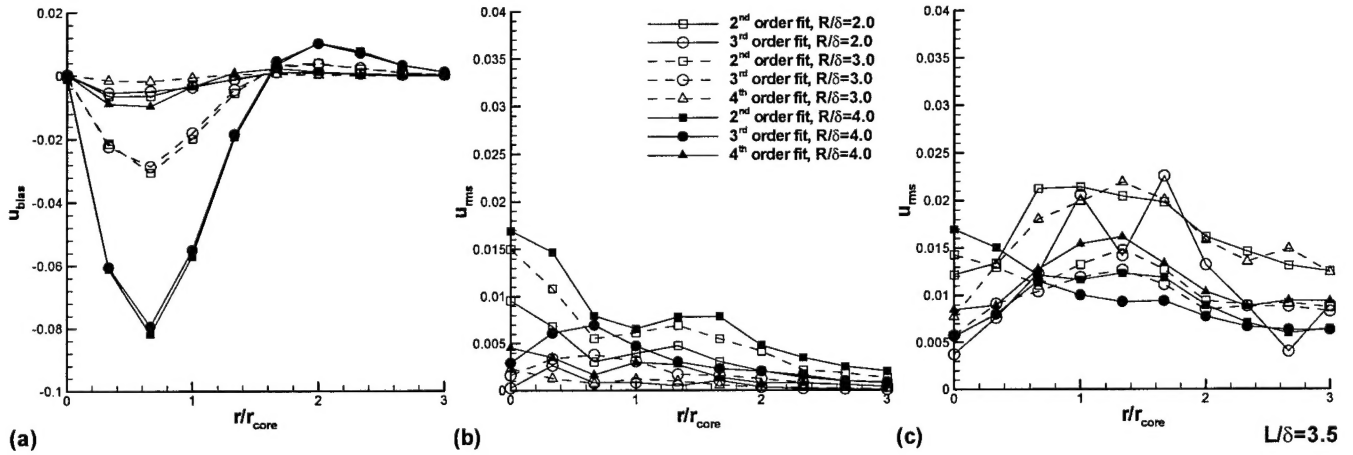 0.02
0
-0.02
-0.04
-0.06
-0.08
-0.1
u_bias
0 1 2 3
r/r_core
(a)
0.04
0.035
0.03
0.025
0.02
0.015
0.01
0.005
0
u_rms
0 1 2 3
r/r_core
(b)
2nd order fit, R/δ=2.0
3rd order fit, R/δ=2.0
2nd order fit, R/δ=3.0
3rd order fit, R/δ=3.0
4th order fit, R/δ=3.0
2nd order fit, R/δ=4.0
3rd order fit, R/δ=4.0
4th order fit, R/δ=4.0
0.04
0.035
0.03
0.025
0.02
0.015
0.01
0.005
0
u_rms
0 1 2 3
r/r_core
(c)
L/δ=3.5